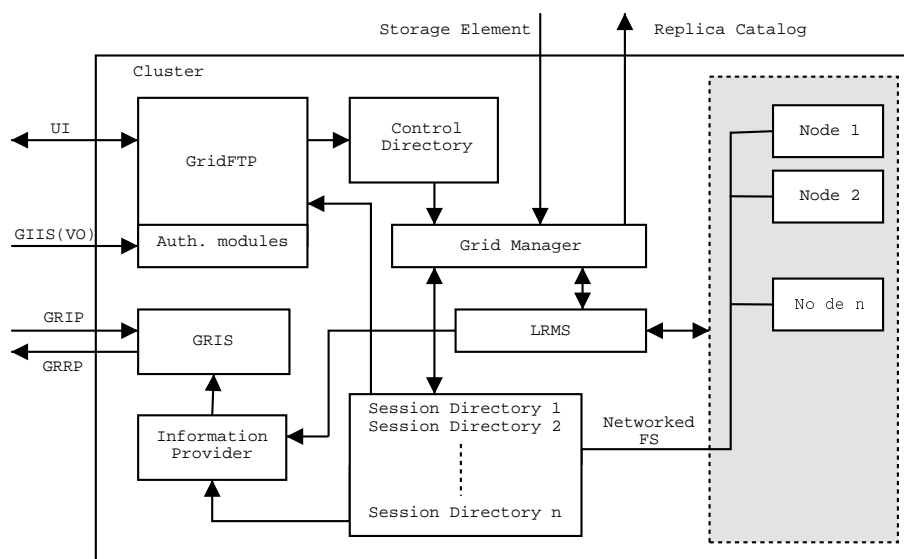 Storage Element
Replica Catalog
Cluster
UI
GridFTP
Control
Directory
Node 1
Node 2
GIIS(VO)
Auth. modules
Grid Manager
No de n
GRIP
GRIS
LRMS
GRRP
Session Directory 1
Session Directory 2
Networked
FS
Information
Provider
Session Directory n